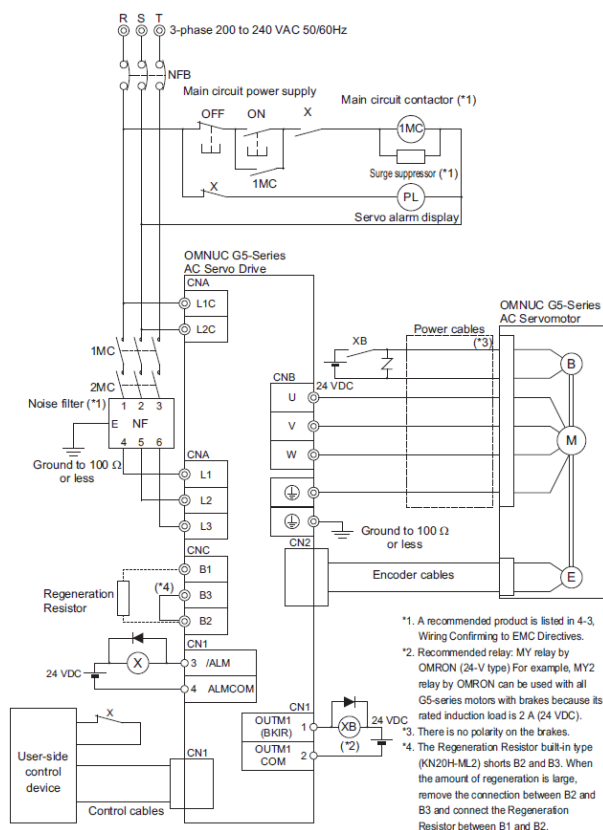 R S T
3-phase 200 to 240 VAC 50/60Hz
NFB
Main circuit power supply
Main circuit contactor (*1)
OFF ON X
1MC
1MC
Surge suppressor (*1)
X
PL
Servo alarm display
OMNUC G5-Series
AC Servo Drive
CNA
L1C
L2C
OMNUC G5-Series
AC Servomotor
XB
Power cables
(*3)
B
1MC
2MC
24 VDC
CNB
U
V
W
M
Noise filter (*1)
1 2 3
E NF
4 5 6
Ground to 100 Ω
or less
CNA
L1
L2
L3
Ground to 100 Ω
or less
CNC
B1
B3
B2
(*4)
Regeneration
Resistor
CN2
Encoder cables
E
CN1
3 /ALM
4 ALMCOM
X
24 VDC
CN1
OUTM1
(BKIR)
1
OUTM1
COM
2
XB
(*2)
24 VDC
X
User-side
control
device
CN1
Control cables
*1. A recommended product is listed in 4-3,
Wiring Confirming to EMC Directives.
*2. Recommended relay: MY relay by
OMRON (24-V type) For example, MY2
relay by OMRON can be used with all
G5-series motors with brakes because its
rated induction load is 2 A (24 VDC).
*3. There is no polarity on the brakes.
*4. The Regeneration Resistor built-in type
(KN20H-ML2) shorts B2 and B3. When
the amount of regeneration is large,
remove the connection between B2 and
B3 and connect the Regeneration
Resistor between B1 and B2.